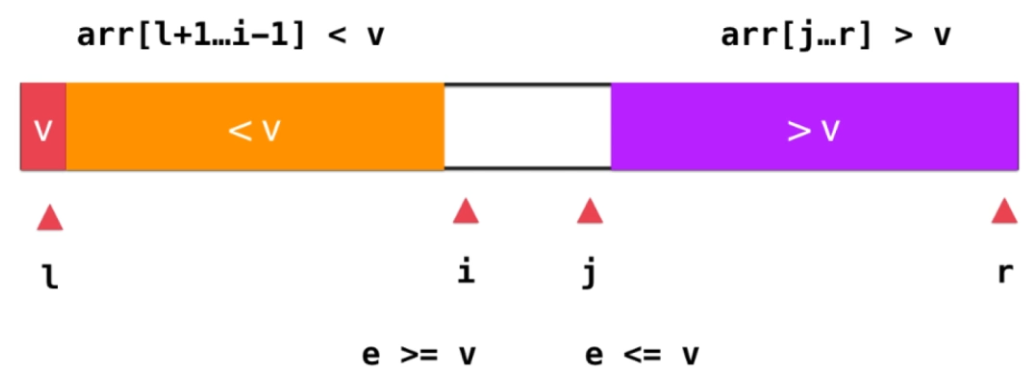 arr[l+1…i-1] < v arr[j…r] > v
v < v > v
l i j r
e >= v e <= v